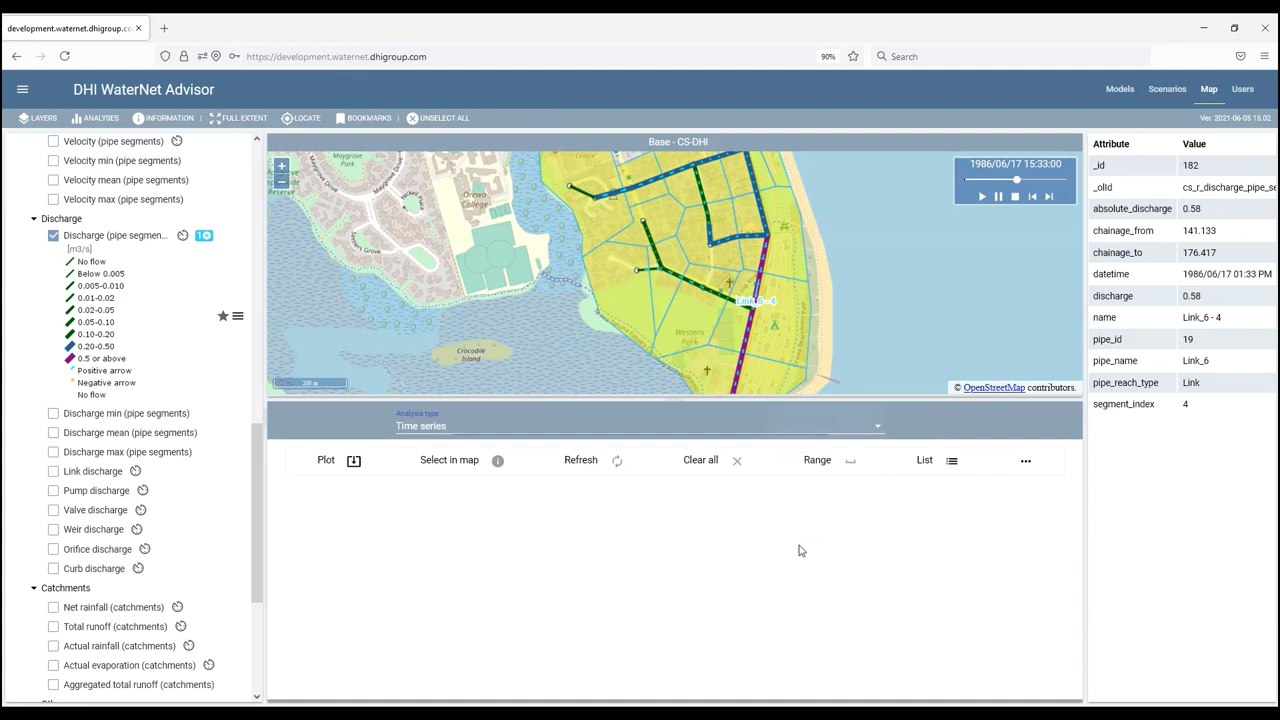 development.waternet.dhigroup.co
https://development.waternet.dhigroup.com
90%
Search
DHI WaterNet Advisor
Models
Scenarios
Map
Users
LAYERS
ANALYSES
INFORMATION
FULL EXTENT
LOCATE
BOOKMARKS
UNSELECT ALL
Ver. 2021-06-05 15.02
Velocity (pipe segments)
Velocity min (pipe segments)
Velocity mean (pipe segments)
Velocity max (pipe segments)
Discharge
Discharge (pipe segmen...
1
[m3/s]
No flow
Below 0.005
0.005-0.010
0.01-0.02
0.02-0.05
0.05-0.10
0.10-0.20
0.20-0.50
0.5 or above
Positive arrow
Negative arrow
No flow
Discharge min (pipe segments)
Discharge mean (pipe segments)
Discharge max (pipe segments)
Link discharge
Pump discharge
Valve discharge
Weir discharge
Orifice discharge
Curb discharge
Catchments
Net rainfall (catchments)
Total runoff (catchments)
Actual rainfall (catchments)
Actual evaporation (catchments)
Aggregated total runoff (catchments)
Base - CS-DHI
Maygrove
Park
Orewa
College
Centre
Link_6 - 4
Western
Park
Crocodile
Island
200 m
1986/06/17 15:33:00
© OpenStreetMap contributors.
Analysis type
Time series
Plot
Select in map
Refresh
Clear all
Range
List
Attribute Value
_id 182
_olId cs_r_discharge_pipe_se
absolute_discharge 0.58
chainage_from 141.133
chainage_to 176.417
datetime 1986/06/17 01:33 PM
discharge 0.58
name Link_6 - 4
pipe_id 19
pipe_name Link_6
pipe_reach_type Link
segment_index 4